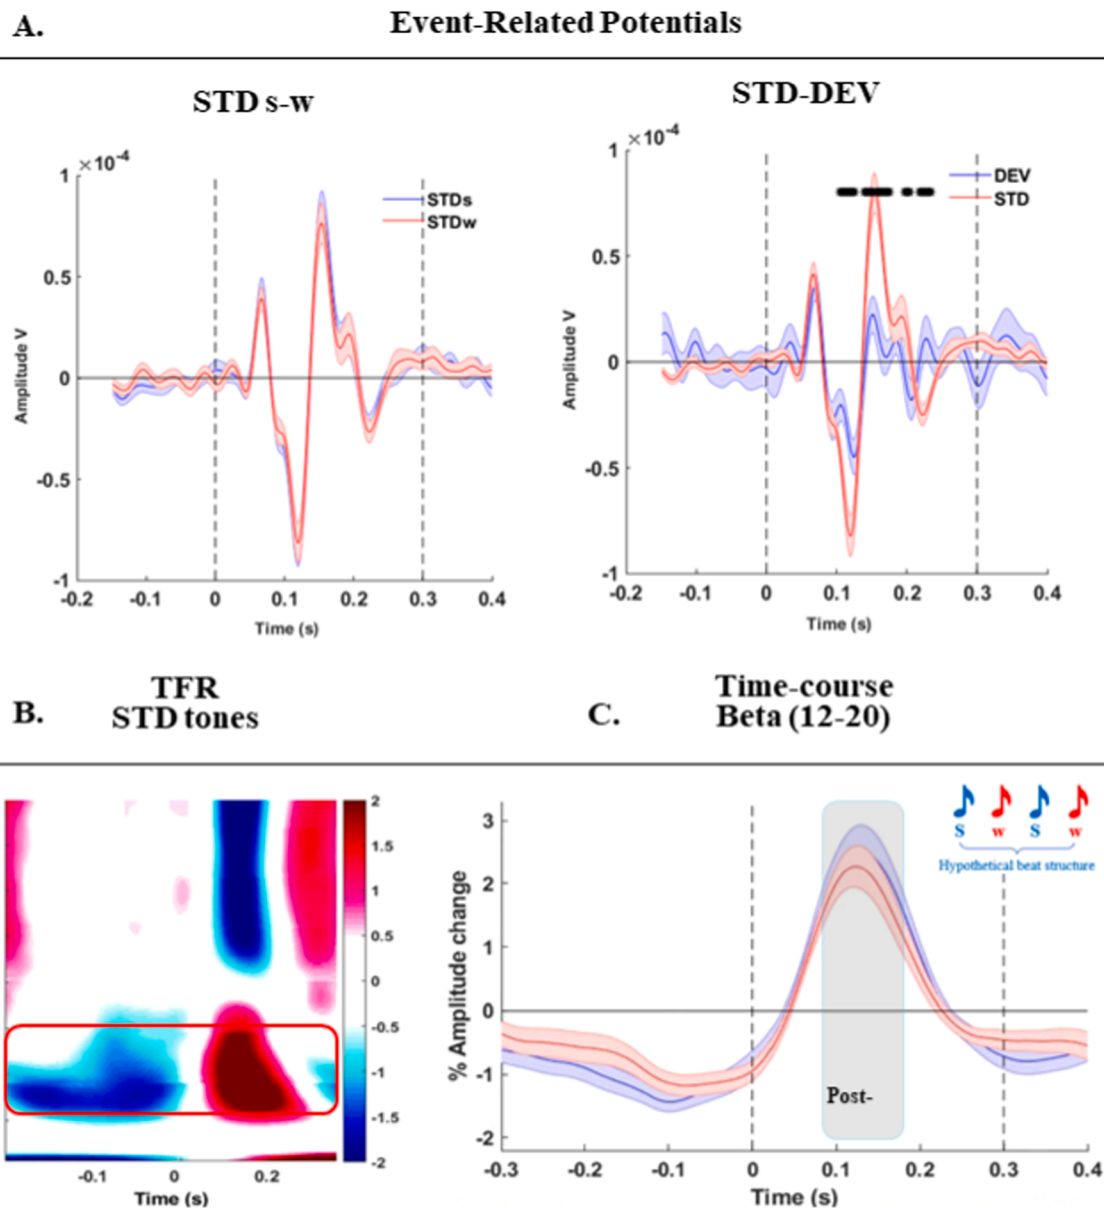 A.
Event-Related Potentials
STD s-w
STD-DEV
×10-4
1
0.5
0
-0.5
-1
Amplitude V
STDs
STDw
-0.2 -0.1 0 0.1 0.2 0.3 0.4
Time (s)
×10-4
1
0.5
0
-0.5
-1
Amplitude V
DEV
STD
-0.2 -0.1 0 0.1 0.2 0.3 0.4
Time (s)
B.
TFR
STD tones
C.
Time-course
Beta (12-20)
2
1.5
1
0.5
0
-0.5
-1
-1.5
-2
-0.1 0 0.2
Time (s)
% Amplitude change
3
2
1
0
-1
-2
s w s w
Hypothetical beat structure
Post-
-0.3 -0.2 -0.1 0 0.1 0.2 0.3 0.4
Time (s)